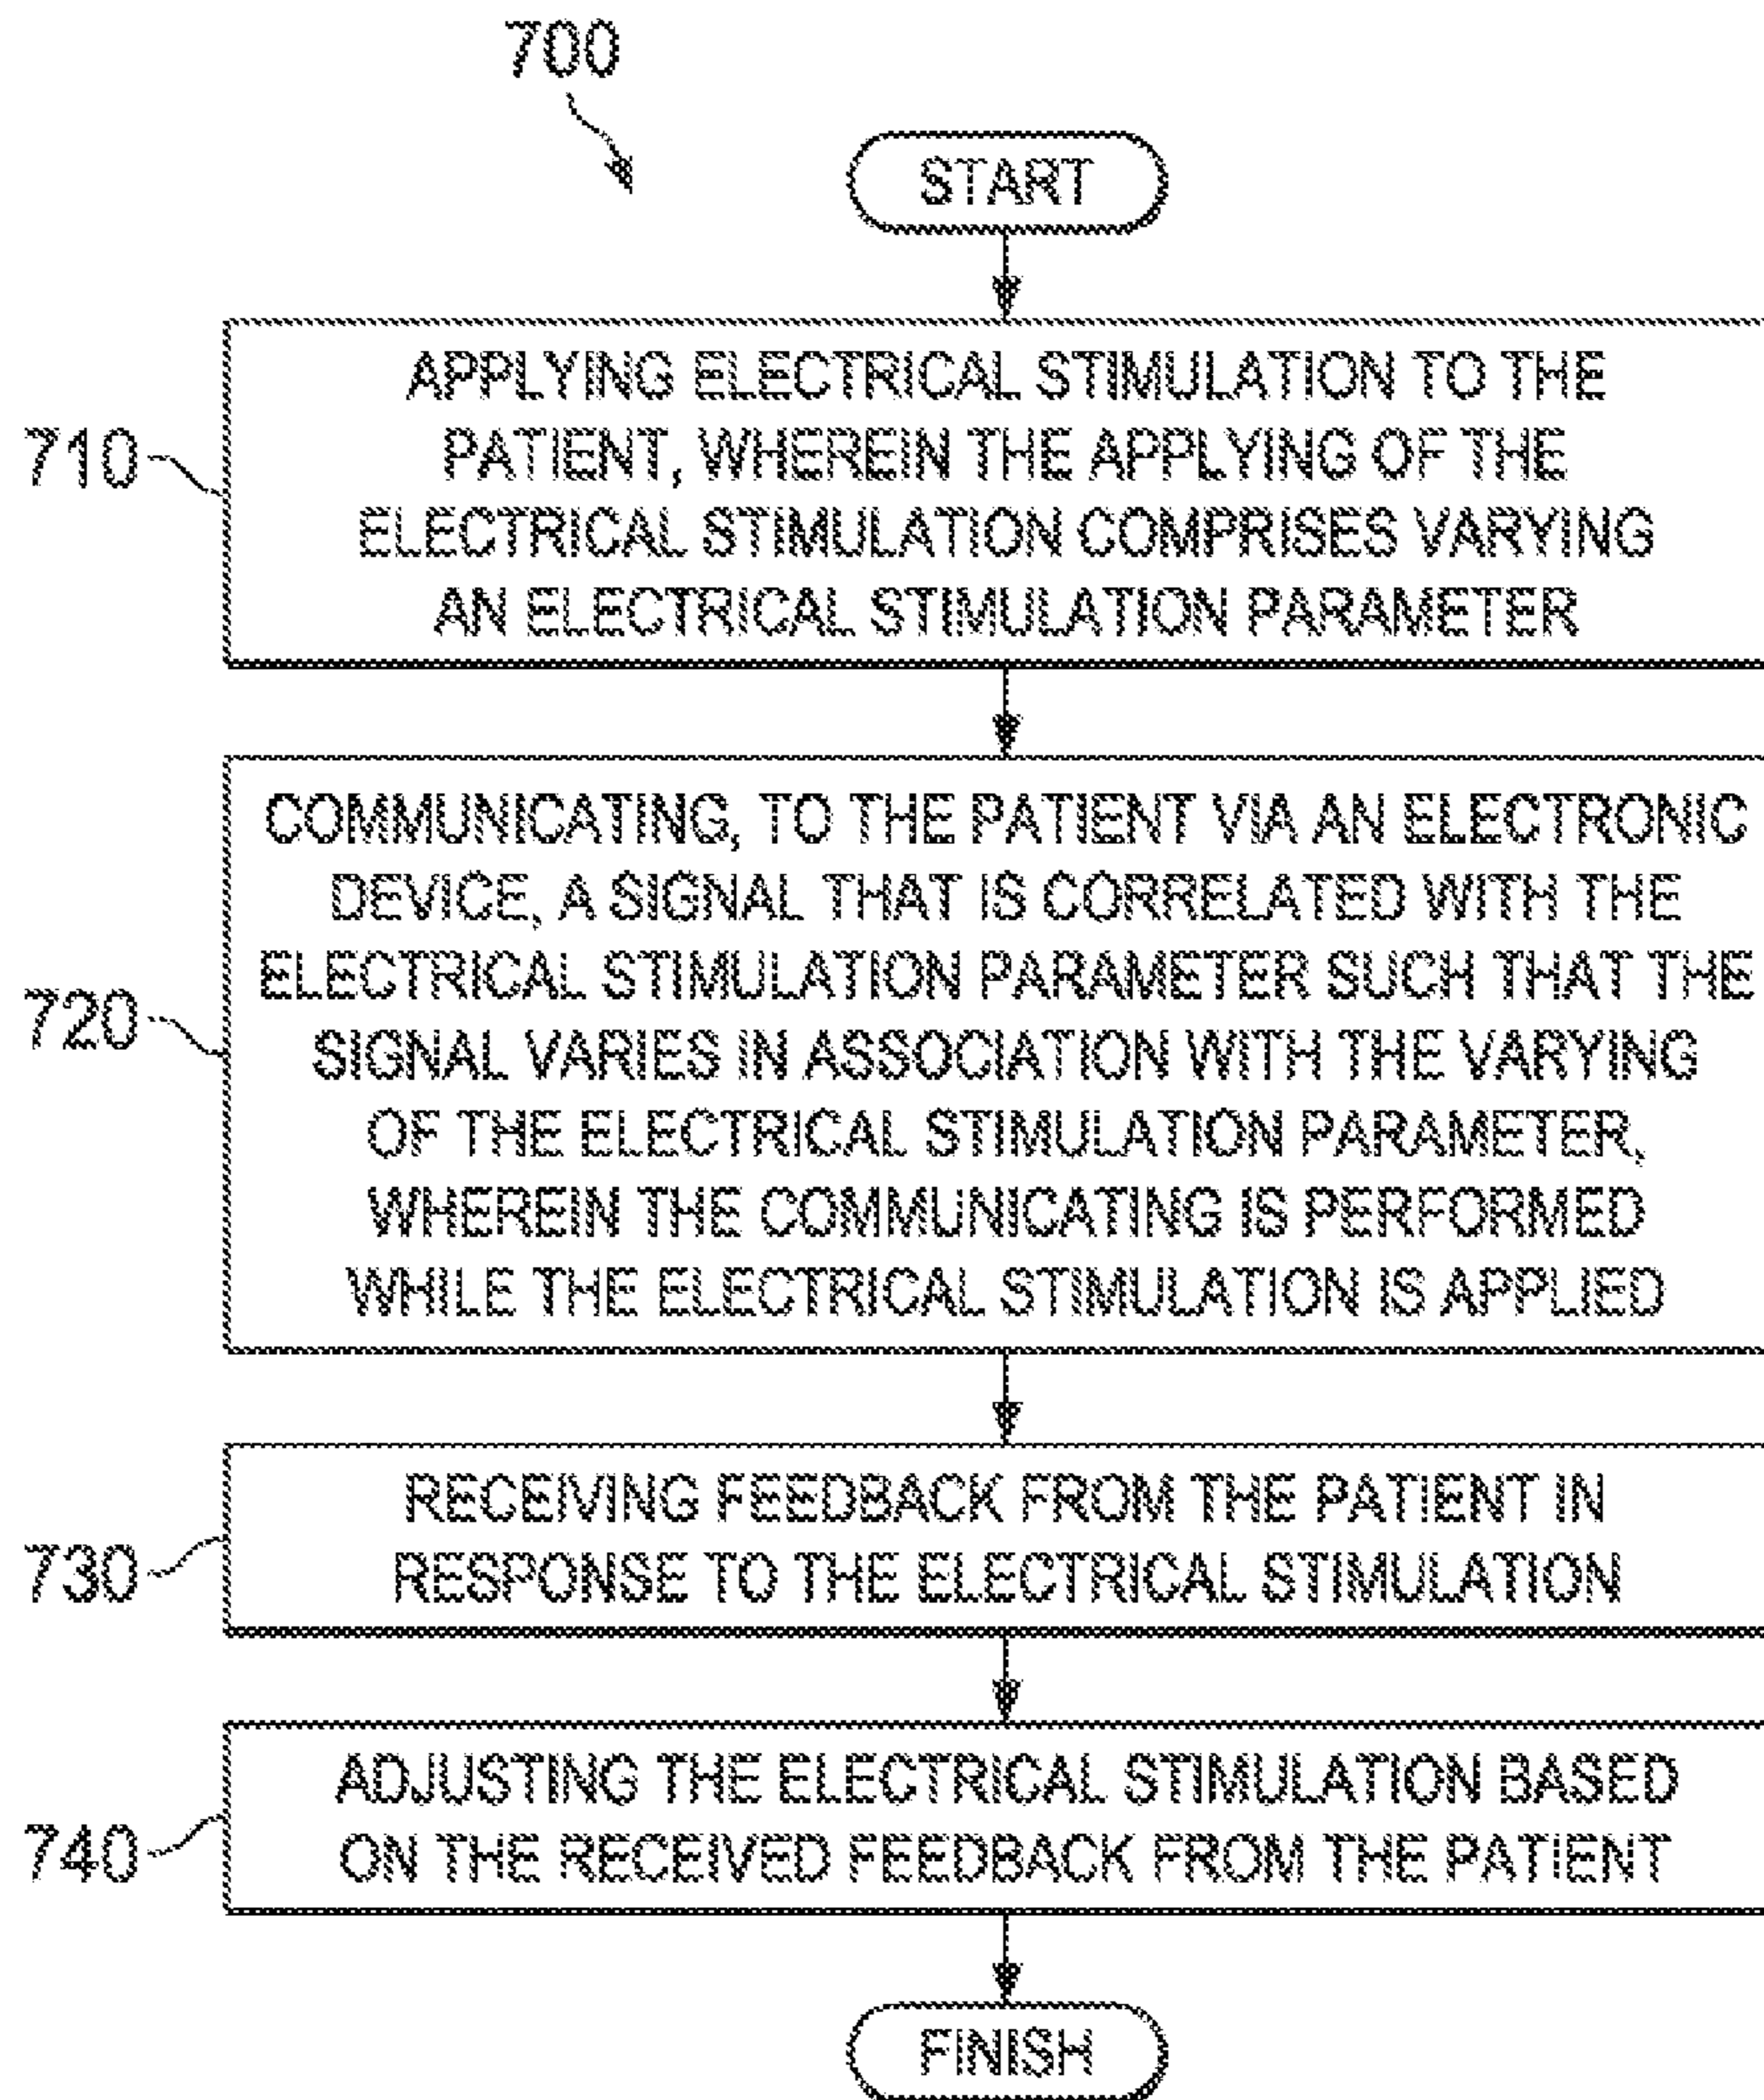 700
START
710
APPLYING ELECTRICAL STIMULATION TO THE
PATIENT, WHEREIN THE APPLYING OF THE
ELECTRICAL STIMULATION COMPRISES VARYING
AN ELECTRICAL STIMULATION PARAMETER
720
COMMUNICATING, TO THE PATIENT VIA AN ELECTRONIC
DEVICE, A SIGNAL THAT IS CORRELATED WITH THE
ELECTRICAL STIMULATION PARAMETER SUCH THAT THE
SIGNAL VARIES IN ASSOCIATION WITH THE VARYING
OF THE ELECTRICAL STIMULATION PARAMETER,
WHEREIN THE COMMUNICATING IS PERFORMED
WHILE THE ELECTRICAL STIMULATION IS APPLIED
730
RECEIVING FEEDBACK FROM THE PATIENT IN
RESPONSE TO THE ELECTRICAL STIMULATION
740
ADJUSTING THE ELECTRICAL STIMULATION BASED
ON THE RECEIVED FEEDBACK FROM THE PATIENT
FINISH